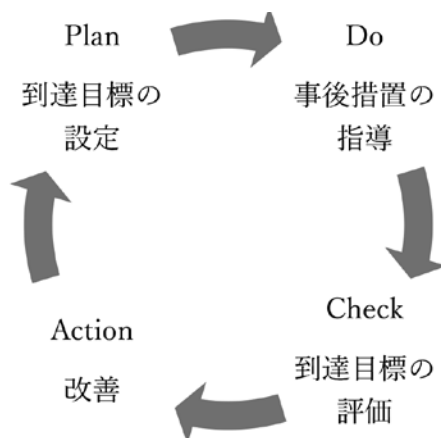 Plan
到達目標の
設定
Do
事後措置の
指導
Check
到達目標の
評価
Action
改善